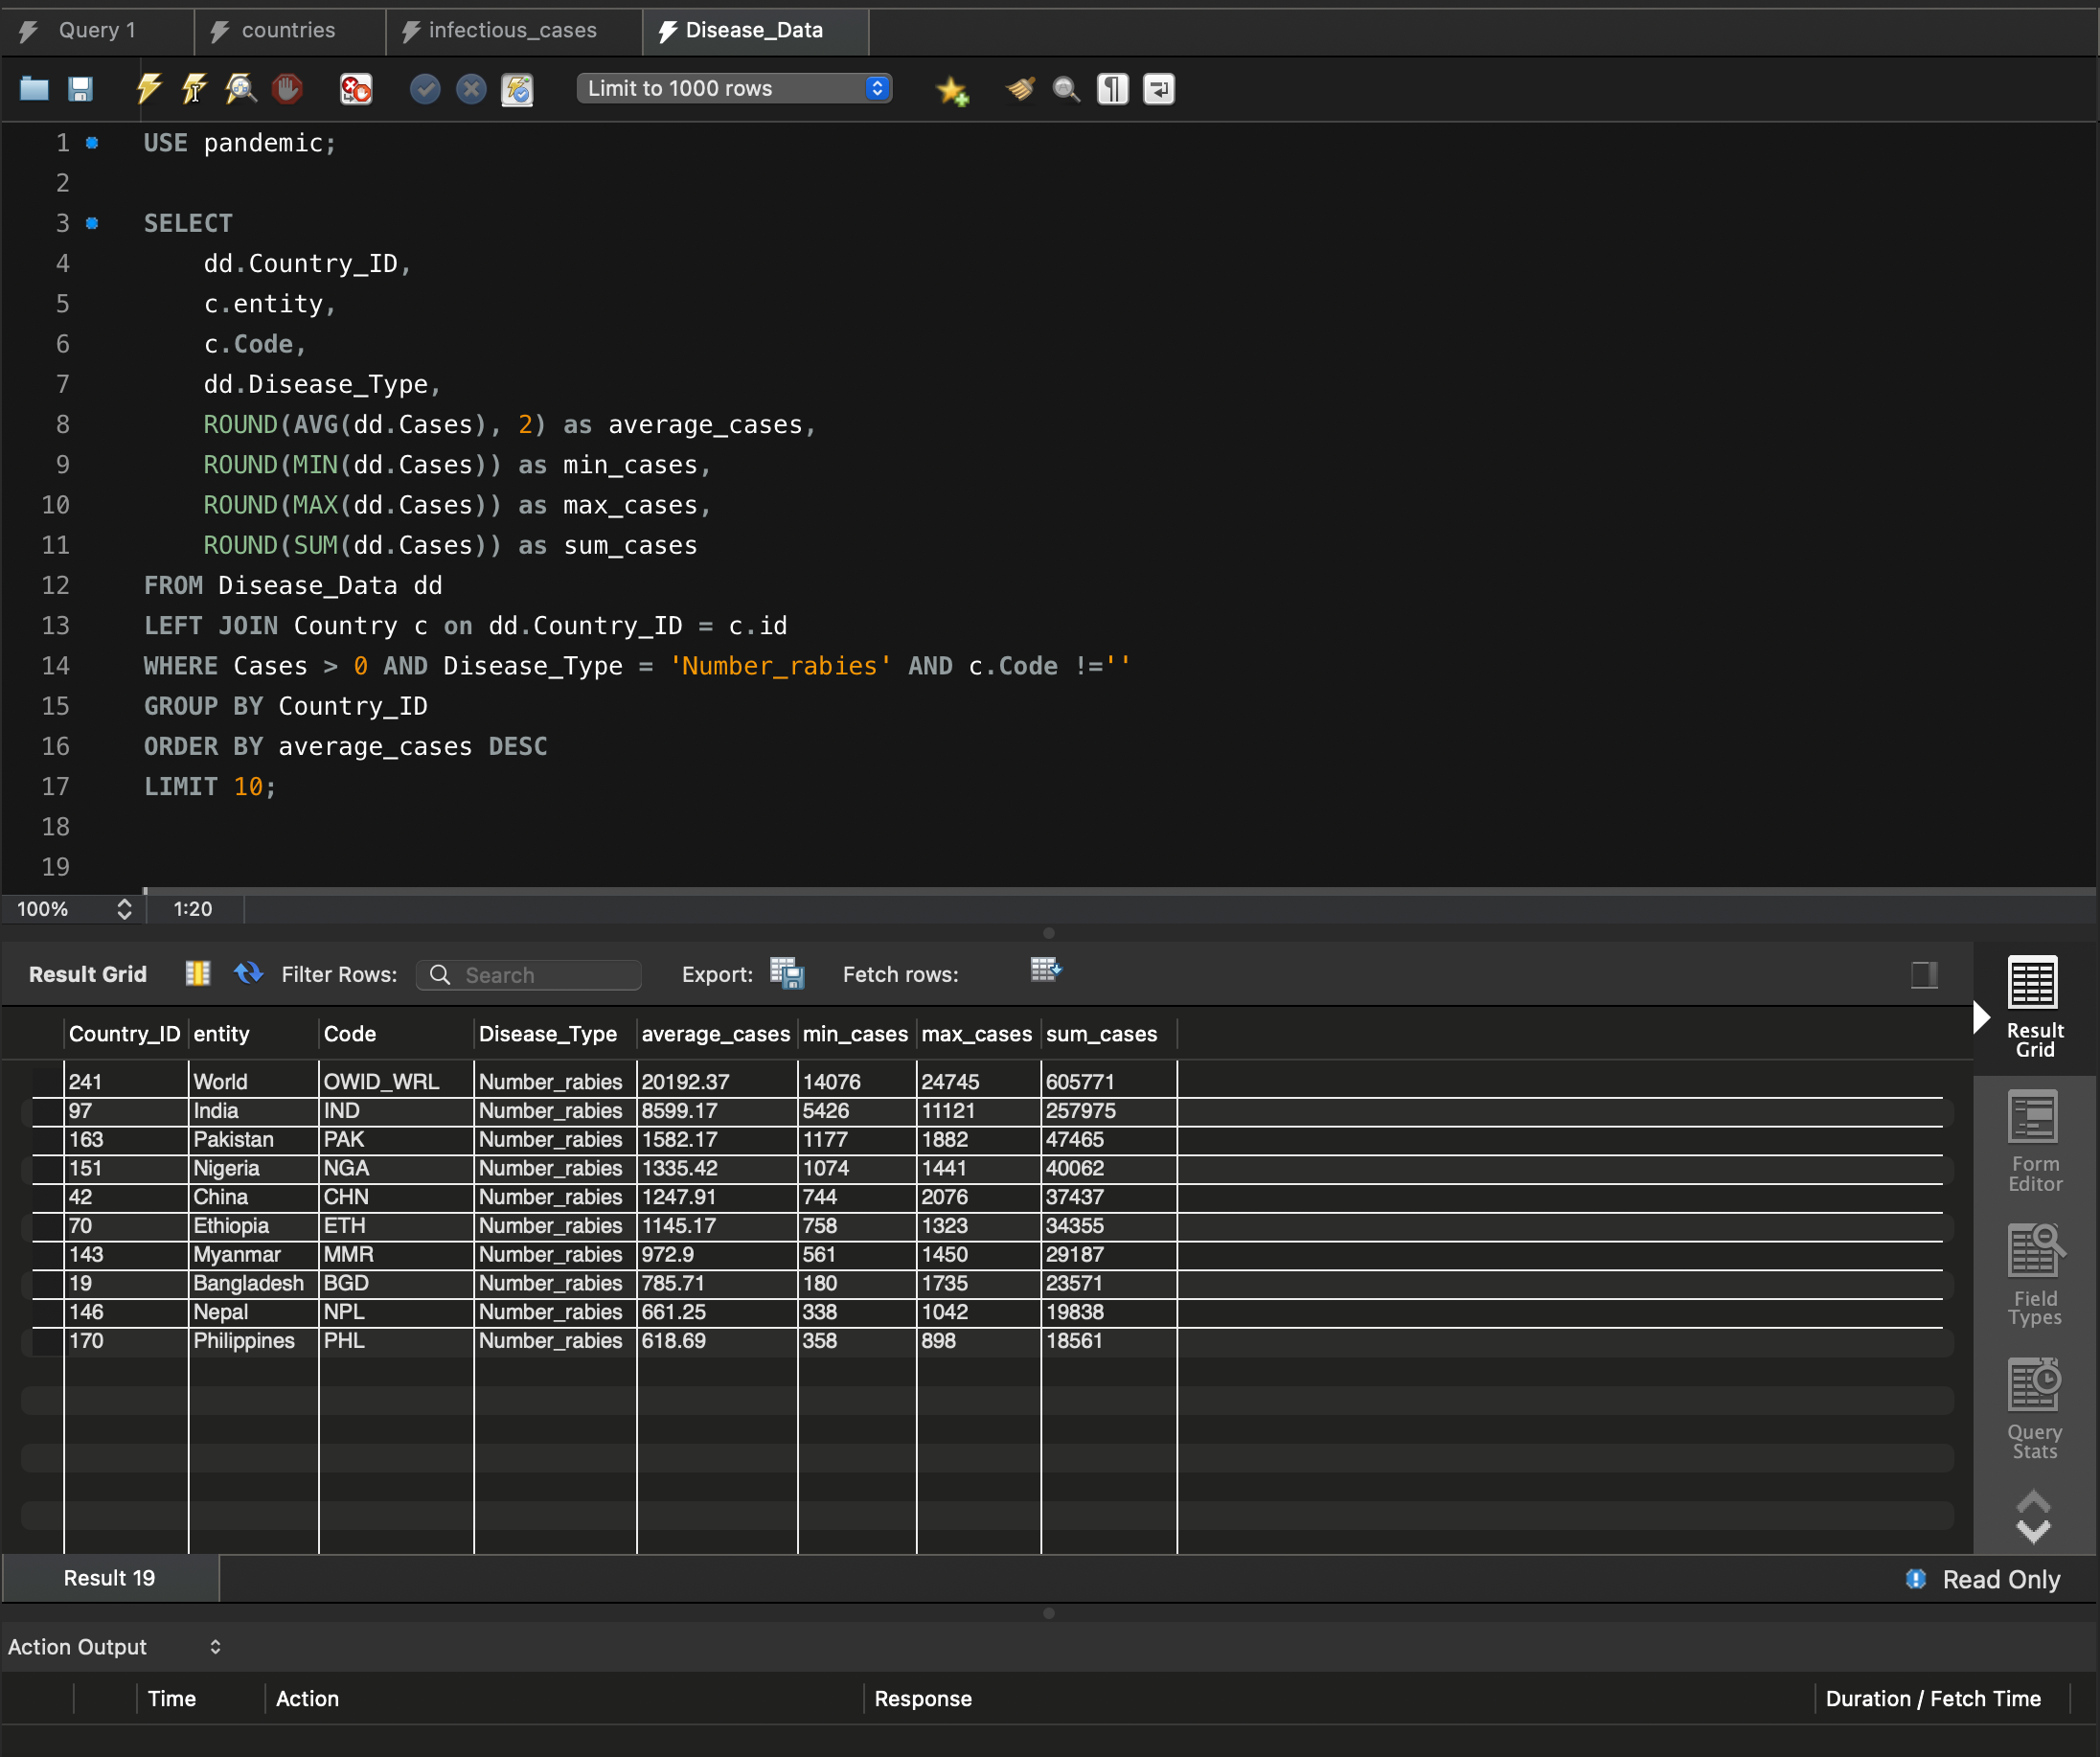 Query 1 countries infectious_cases Disease_Data
Limit to 1000 rows
1 USE pandemic;
2
3 SELECT
4 dd.Country_ID,
5 c.entity,
6 c.Code,
7 dd.Disease_Type,
8 ROUND(AVG(dd.Cases), 2) as average_cases,
9 ROUND(MIN(dd.Cases)) as min_cases,
10 ROUND(MAX(dd.Cases)) as max_cases,
11 ROUND(SUM(dd.Cases)) as sum_cases
12 FROM Disease_Data dd
13 LEFT JOIN Country c on dd.Country_ID = c.id
14 WHERE Cases > 0 AND Disease_Type = 'Number_rabies' AND c.Code !=''
15 GROUP BY Country_ID
16 ORDER BY average_cases DESC
17 LIMIT 10;
18
19
100% 1:20
Result Grid Filter Rows: Search Export: Fetch rows:
Country_ID entity Code Disease_Type average_cases min_cases max_cases sum_cases
241 World OWID_WRL Number_rabies 20192.37 14076 24745 605771
97 India IND Number_rabies 8599.17 5426 11121 257975
163 Pakistan PAK Number_rabies 1582.17 1177 1882 47465
151 Nigeria NGA Number_rabies 1335.42 1074 1441 40062
42 China CHN Number_rabies 1247.91 744 2076 37437
70 Ethiopia ETH Number_rabies 1145.17 758 1323 34355
143 Myanmar MMR Number_rabies 972.9 561 1450 29187
19 Bangladesh BGD Number_rabies 785.71 180 1735 23571
146 Nepal NPL Number_rabies 661.25 338 1042 19838
170 Philippines PHL Number_rabies 618.69 358 898 18561
Result
Grid
Form
Editor
Field
Types
Query
Stats
Result 19 Read Only
Action Output
Time Action Response Duration / Fetch Time